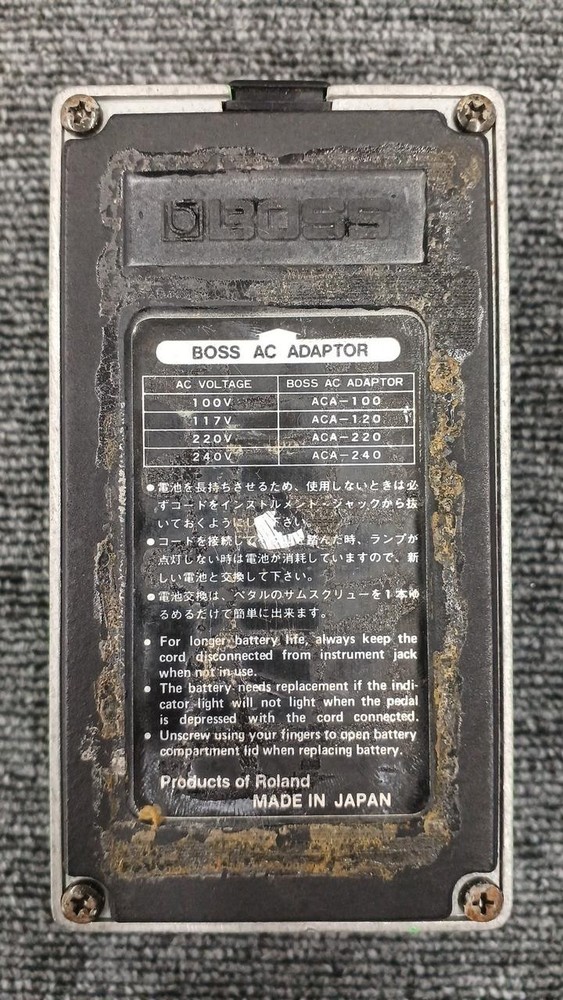 BOSS
BOSS AC ADAPTOR
AC VOLTAGE BOSS AC ADAPTOR
100V ACA-100
117V ACA-120
220V ACA-220
240V ACA-240
●電池を長持ちさせるため、使用しないときは必
ずコードをインストルメント・ジャックから抜
いておくようにし下さい
●コードを接続して踏んだ時、ランプが
点灯しない時は電池が消耗していますので、新
しい電池と交換して下さい。
●電池交換は、ペタルのサムスクリューを1本ゆ
るめるだけで簡単に出来ます。
● For longer battery life, always keep the
cord disconnected from instrument jack
when not in use.
● The battery needs replacement if the indi-
cator light will not light when the pedal
is depressed with the cord connected.
● Unscrew using your fingers to open battery
compartment lid when replacing battery.
Products of Roland
MADE IN JAPAN